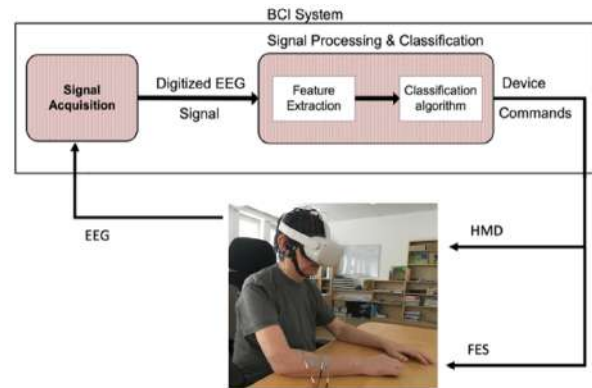 BCI System
Signal Processing & Classification
Signal
Acquisition
Digitized EEG
Signal
Feature
Extraction
Classification
algorithm
Device
Commands
EEG
HMD
FES